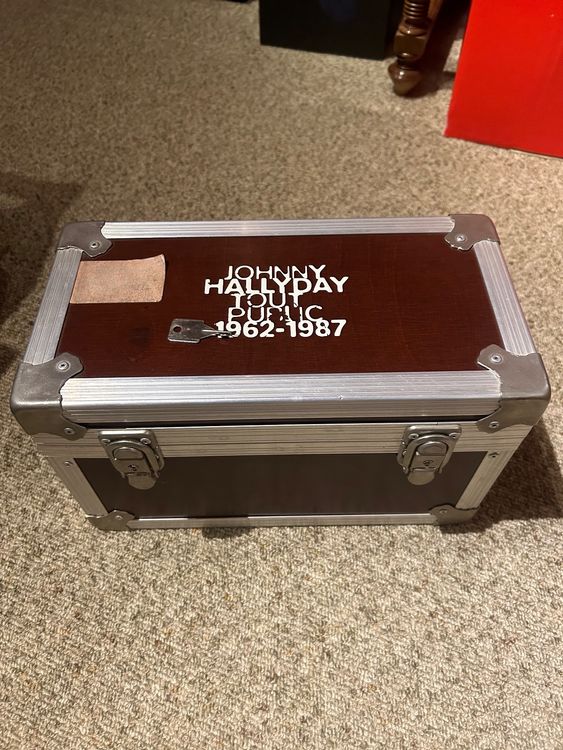 JOHNNY
HALLYDAY
TOUT
PUBLIC
1962-1987